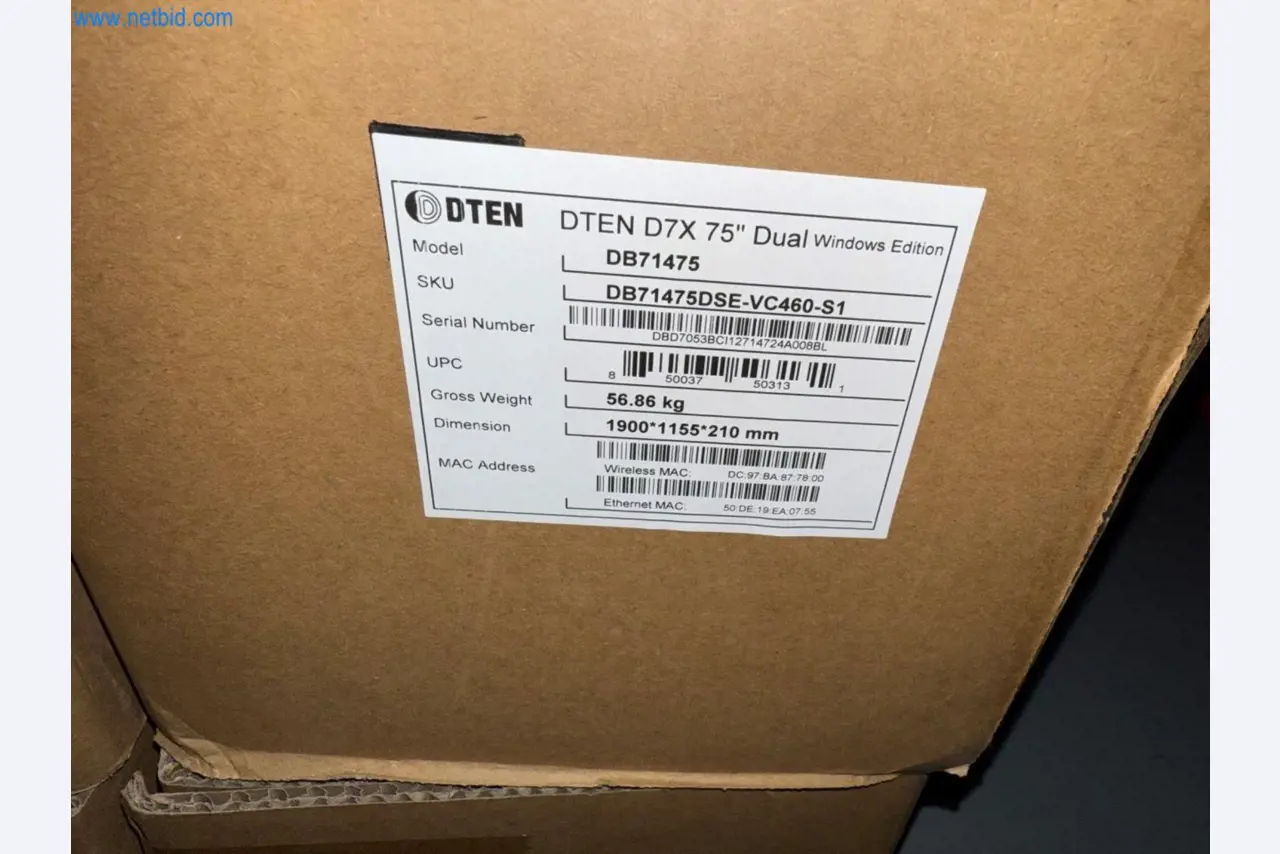 www.netbid.com
DTEN
DTEN D7X 75" Dual Windows Edition
Model
DB71475
SKU
DB71475DSE-VC460-S1
Serial Number
DBD7053BCI12714724A008BL
UPC
8 50037 50313 1
Gross Weight
56.86 kg
Dimension
1900*1155*210 mm
MAC Address
Wireless MAC: DC:97:BA:87:78:00
Ethernet MAC: 50:DE:19:EA:07:55